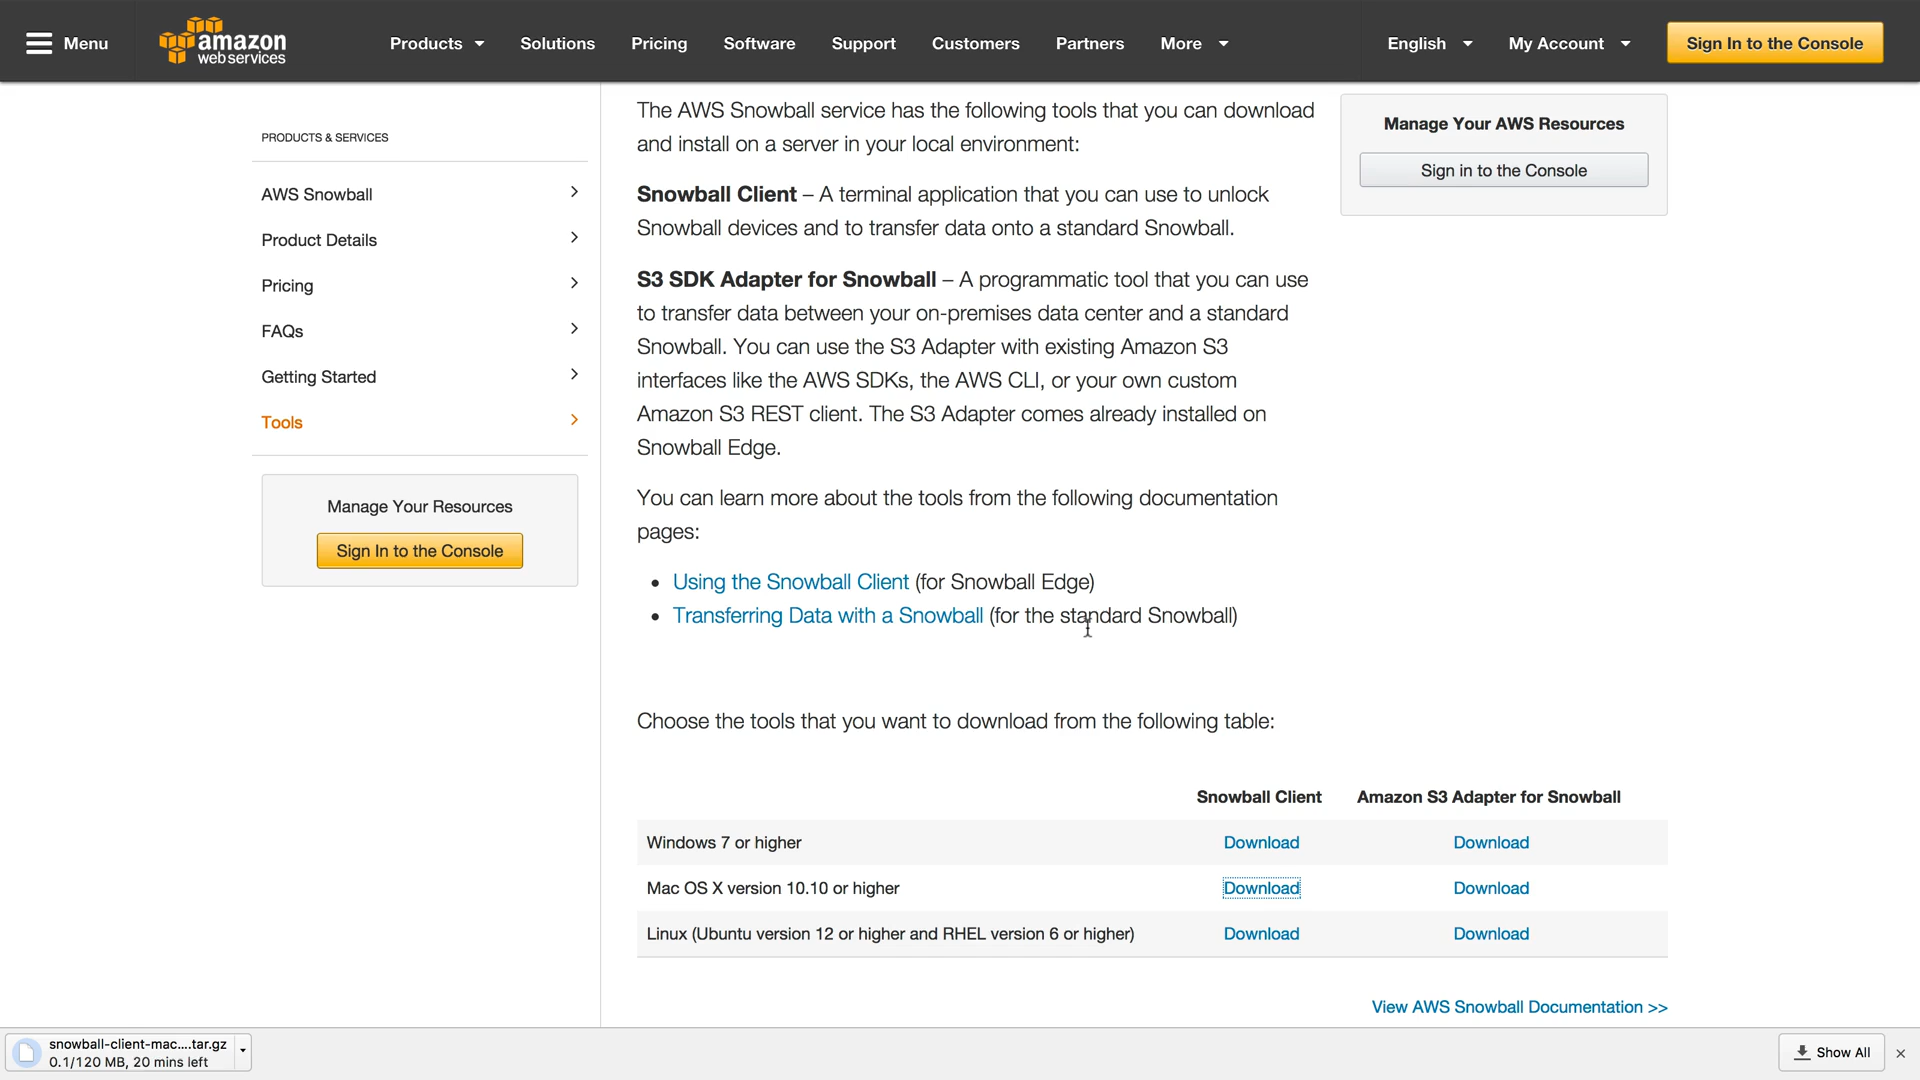 Menu
amazon
web services
Products
Solutions
Pricing
Software
Support
Customers
Partners
More
English
My Account
Sign In to the Console
PRODUCTS & SERVICES
AWS Snowball
Product Details
Pricing
FAQs
Getting Started
Tools
Manage Your Resources
Sign In to the Console
The AWS Snowball service has the following tools that you can download
and install on a server in your local environment:
Snowball Client – A terminal application that you can use to unlock
Snowball devices and to transfer data onto a standard Snowball.
S3 SDK Adapter for Snowball – A programmatic tool that you can use
to transfer data between your on-premises data center and a standard
Snowball. You can use the S3 Adapter with existing Amazon S3
interfaces like the AWS SDKs, the AWS CLI, or your own custom
Amazon S3 REST client. The S3 Adapter comes already installed on
Snowball Edge.
You can learn more about the tools from the following documentation
pages:
• Using the Snowball Client (for Snowball Edge)
• Transferring Data with a Snowball (for the standard Snowball)
Choose the tools that you want to download from the following table:
Snowball Client Amazon S3 Adapter for Snowball
Windows 7 or higher Download Download
Mac OS X version 10.10 or higher Download Download
Linux (Ubuntu version 12 or higher and RHEL version 6 or higher) Download Download
View AWS Snowball Documentation >>
Manage Your AWS Resources
Sign in to the Console
snowball-client-mac....tar.gz
0.1/120 MB, 20 mins left
Show All